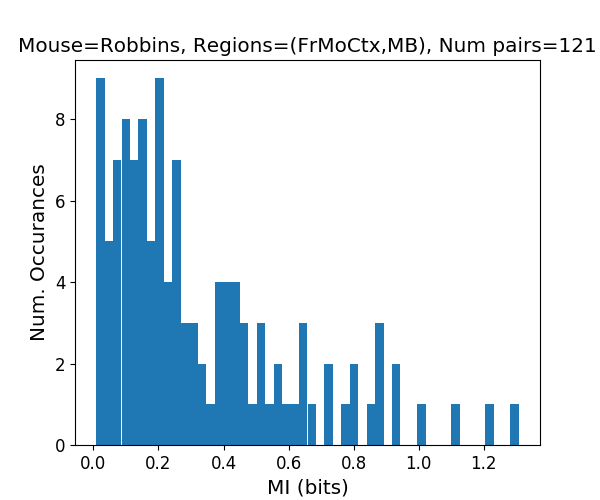 Mouse=Robbins, Regions=(FrMoCtx,MB), Num pairs=121
8
6
4
2
0
Num. Occurances
0.0 0.2 0.4 0.6 0.8 1.0 1.2
MI (bits)